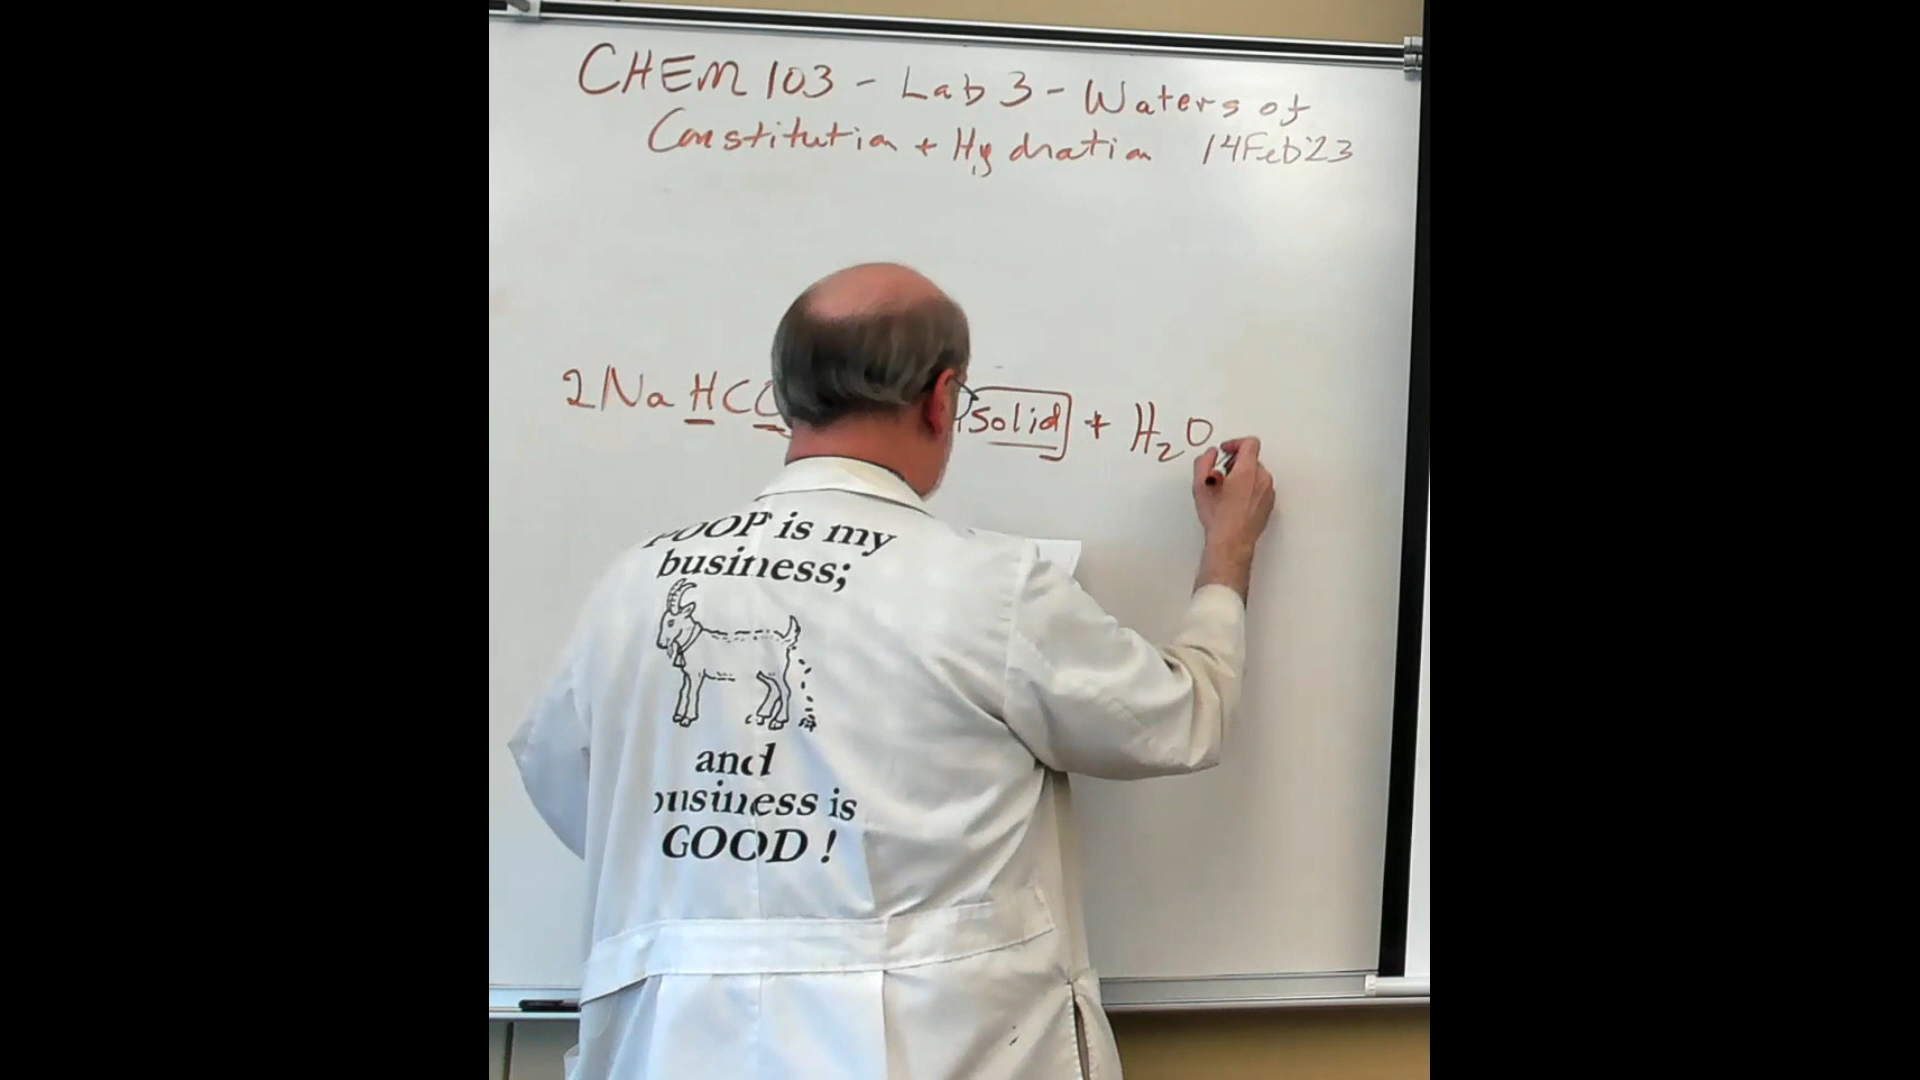 CHEM 103 - Lab 3 - Waters of
Constitution + Hydration 14Feb'23
2NaHCO Solid + H₂O
POOP is my
business;
and
business is
GOOD!